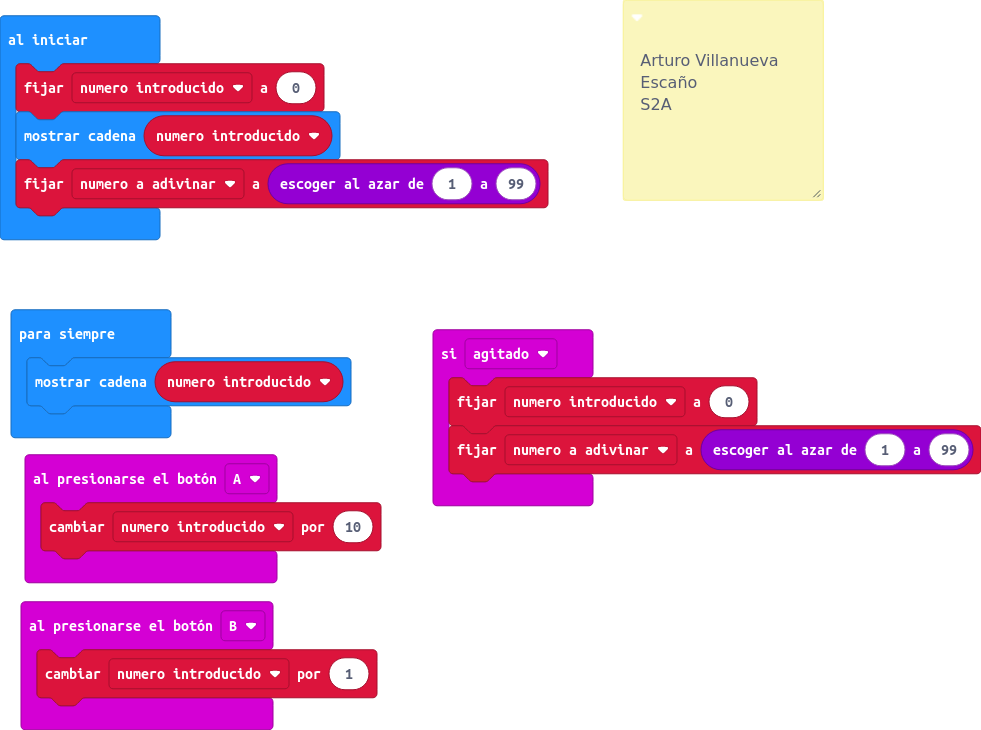 al iniciar
fijar numero introducido a 0
mostrar cadena numero introducido
fijar numero a adivinar a escoger al azar de 1 a 99
Arturo Villanueva
Escaño
S2A
para siempre
mostrar cadena numero introducido
si agitado
fijar numero introducido a 0
fijar numero a adivinar a escoger al azar de 1 a 99
al presionarse el botón A
cambiar numero introducido por 10
al presionarse el botón B
cambiar numero introducido por 1